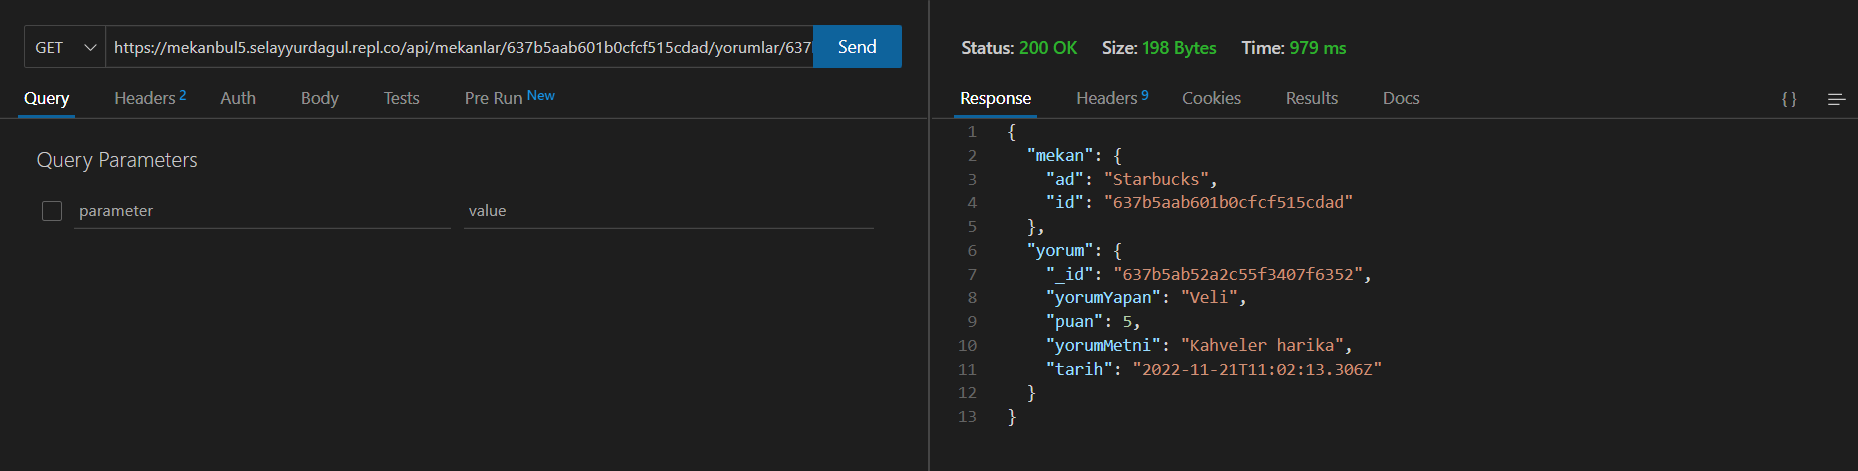 GET
https://mekanbul5.selayyurdagul.repl.co/api/mekanlar/637b5aab601b0cfcf515cdad/yorumlar/637
Send
Query Headers 2 Auth Body Tests Pre Run New
Query Parameters
parameter value
Status: 200 OK Size: 198 Bytes Time: 979 ms
Response Headers 9 Cookies Results Docs { }
1 {
2 "mekan": {
3 "ad": "Starbucks",
4 "id": "637b5aab601b0cfcf515cdad"
5 },
6 "yorum": {
7 "_id": "637b5ab52a2c55f3407f6352",
8 "yorumYapan": "Veli",
9 "puan": 5,
10 "yorumMetni": "Kahveler harika",
11 "tarih": "2022-11-21T11:02:13.306Z"
12 }
13 }